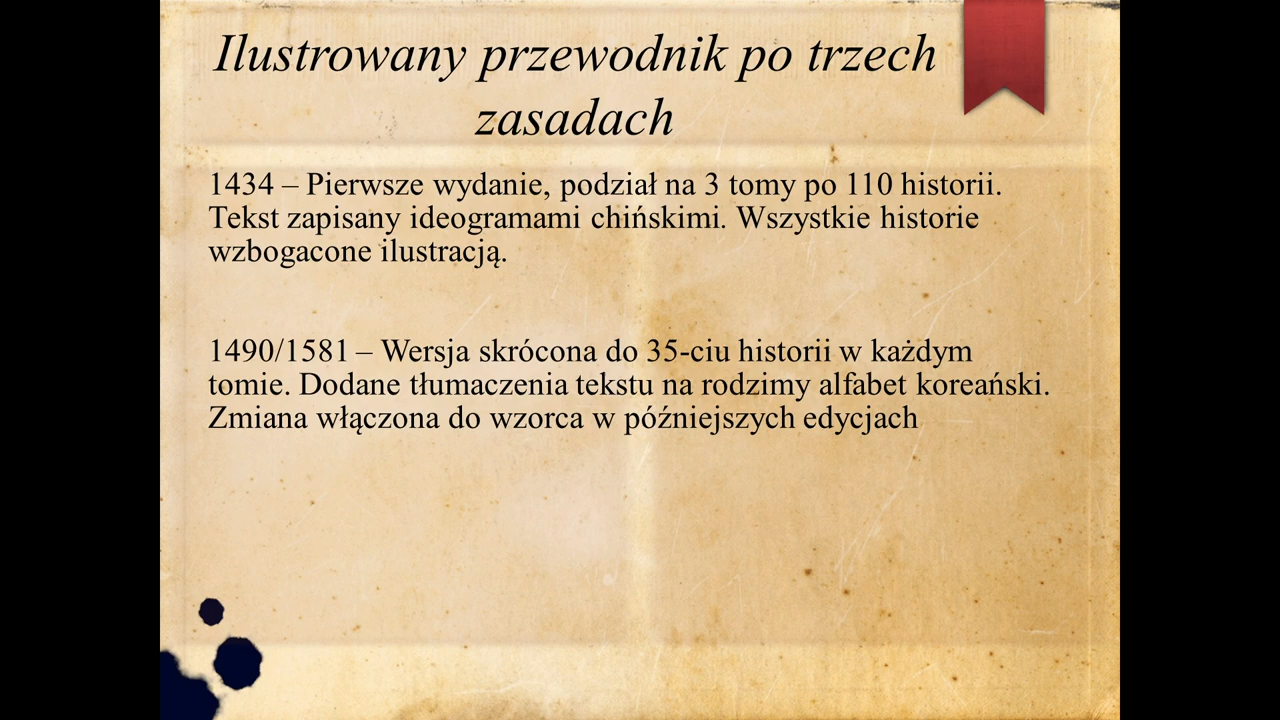 Ilustrowany przewodnik po trzech
zasadach
1434 – Pierwsze wydanie, podział na 3 tomy po 110 historii.
Tekst zapisany ideogramami chińskimi. Wszystkie historie
wzbogacone ilustracją.
1490/1581 – Wersja skrócona do 35-ciu historii w każdym
tomie. Dodane tłumaczenia tekstu na rodzimy alfabet koreański.
Zmiana włączona do wzorca w późniejszych edycjach